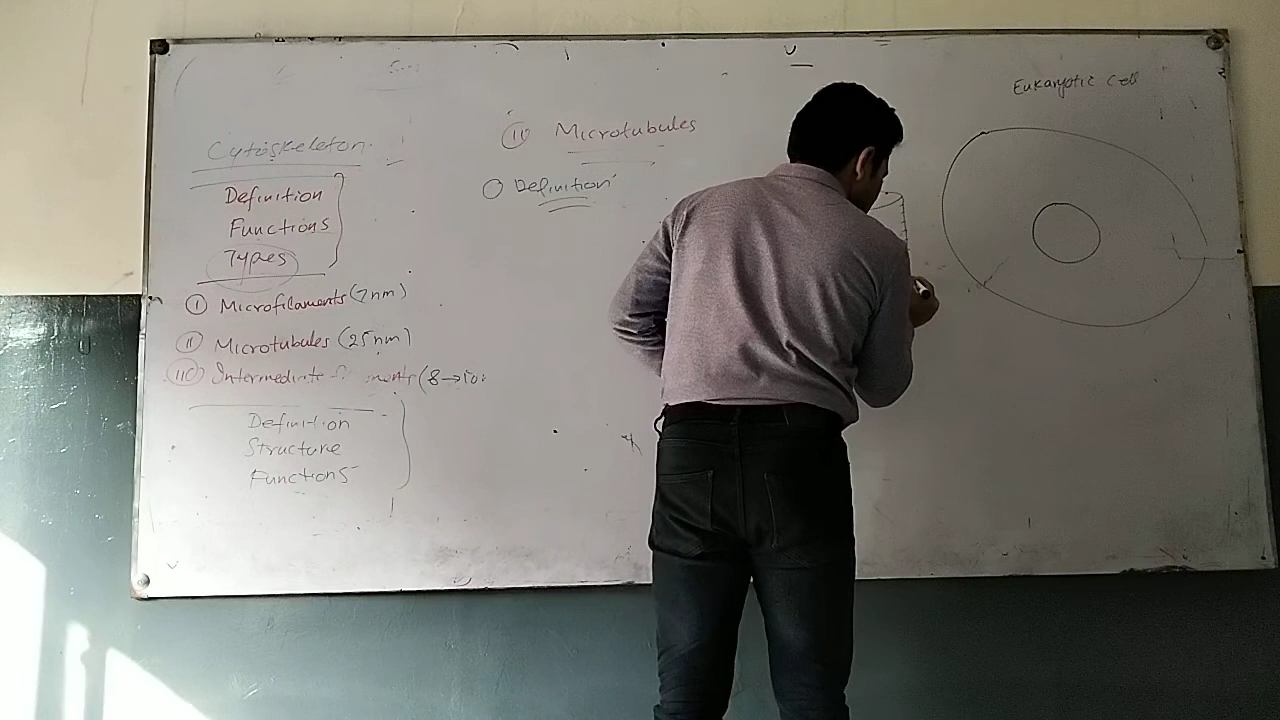 Cytoskeleton
Definition
Functions
Types
(I) Microfilaments (7nm)
(II) Microtubules (25nm)
(III) Intermediate (8→10
Definition
Structure
Functions
(II) Microtubules
Definition
Eukaryotic Cell